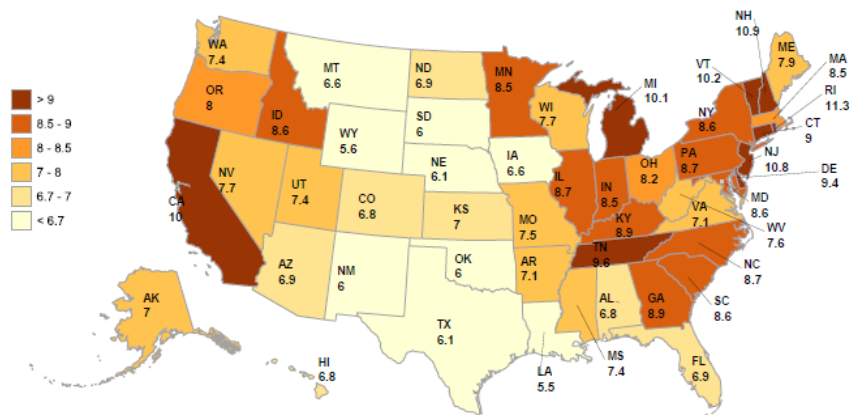 > 9
8.5 - 9
8 - 8.5
7 - 8
6.7 - 7
< 6.7
WA
7.4
OR
8
CA
10
ID
8.6
NV
7.7
MT
6.6
WY
5.6
UT
7.4
AZ
6.9
CO
6.8
NM
6
ND
6.9
SD
6
NE
6.1
KS
7
OK
6
TX
6.1
MN
8.5
IA
6.6
MO
7.5
AR
7.1
LA
5.5
WI
7.7
IL
8.7
IN
8.5
MI
10.1
OH
8.2
KY
8.9
TN
9.6
MS
7.4
AL
6.8
GA
8.9
FL
6.9
SC
8.6
NC
8.7
VA
7.1
WV
7.6
MD
8.6
DE
9.4
PA
8.7
NJ
10.8
NY
8.6
CT
9
RI
11.3
MA
8.5
ME
7.9
NH
10.9
VT
10.2
AK
7
HI
6.8